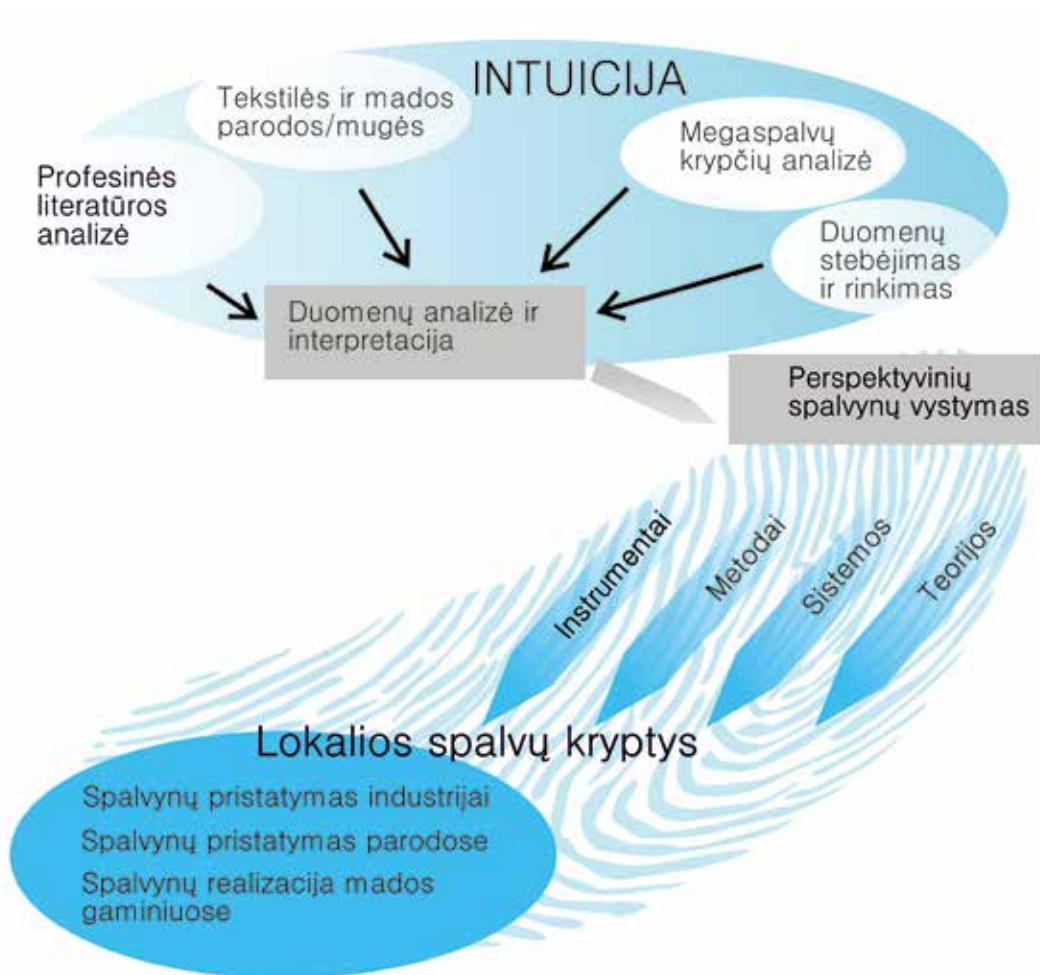 INTUICIJA
Tekstilės ir mados
parodos/mugės
Megaspalvų
krypčių analizė
Profesinės
literatūros
analizė
Duomenų
stebėjimas
ir rinkimas
Duomenų analizė ir
interpretacija
Perspektyvinių
spalvynų vystymas
Instrumentai
Metodai
Sistemos
Teorijos
Lokalios spalvų kryptys
Spalvynų pristatymas industrijai
Spalvynų pristatymas parodose
Spalvynų realizacija mados
gaminiuose